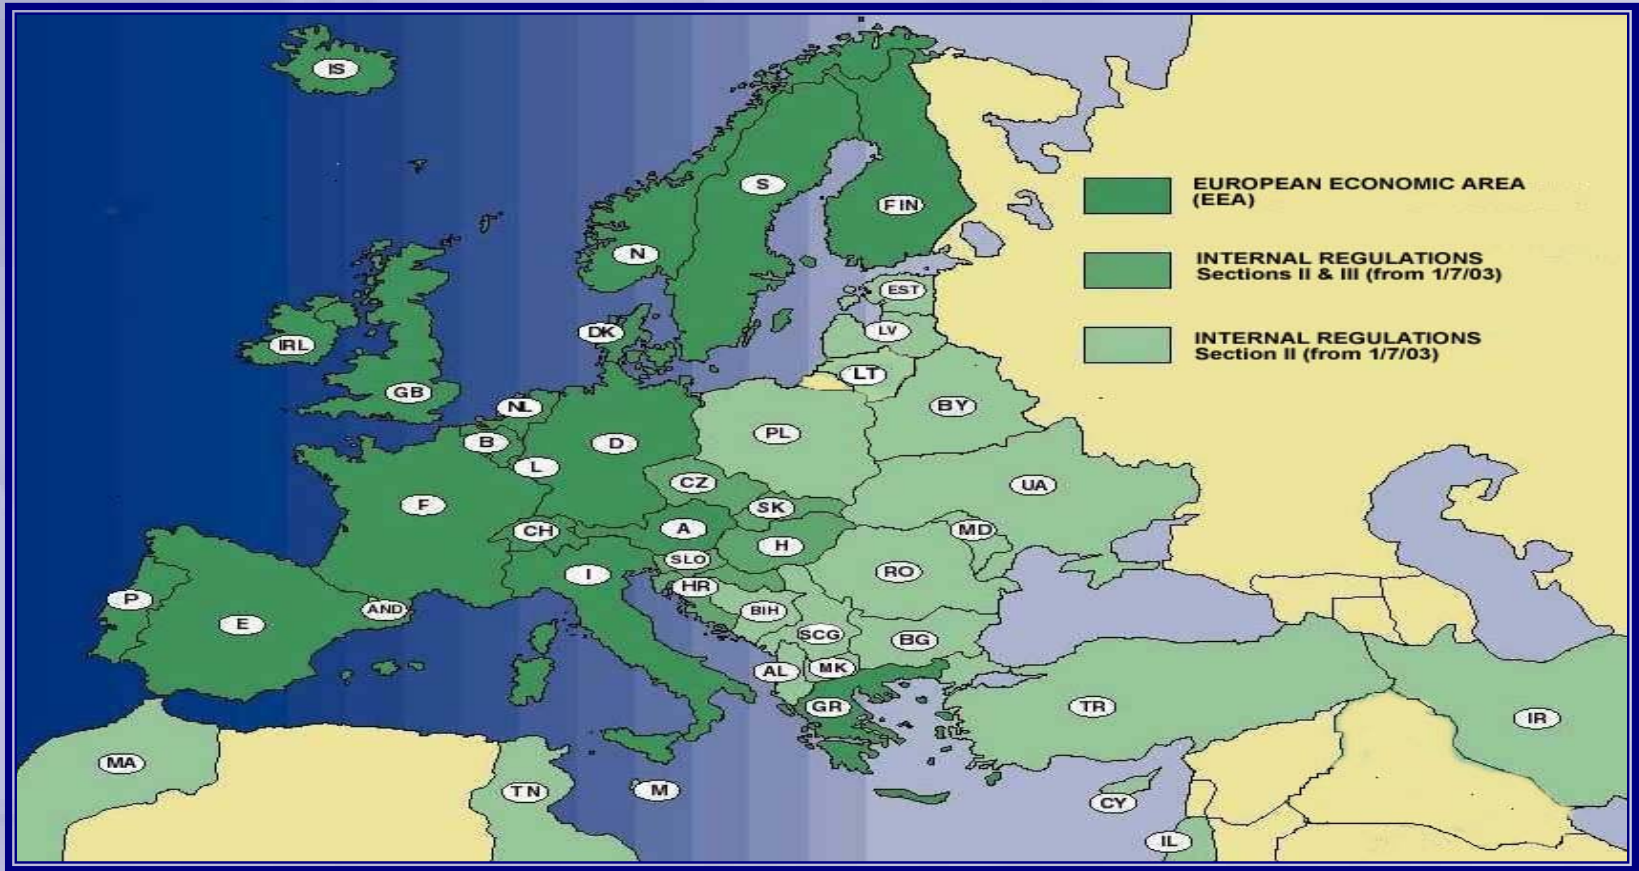 IS
S
FIN
N
EUROPEAN ECONOMIC AREA
(EEA)
INTERNAL REGULATIONS
Sections II & III (from 1/7/03)
INTERNAL REGULATIONS
Section II (from 1/7/03)
EST
LV
DK
IRL
LT
GB
NL
BY
PL
B
D
L
CZ
UA
F
SK
CH
A
MD
H
SLO
I
RO
HR
P
AND
BIH
E
SCG
BG
AL
MK
GR
TR
IR
MA
TN
M
CY
IL